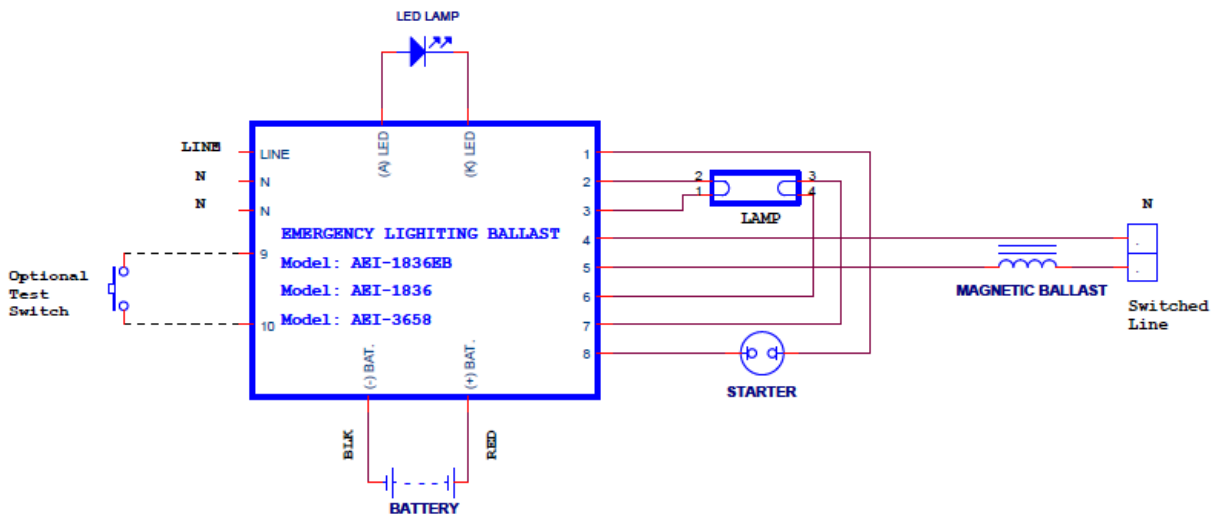 LED LAMP
(A) LED
(K) LED
LINE
LINE
N
N
N
N
EMERGENCY LIGHITING BALLAST
Model: AEI-1836EB
Model: AEI-1836
Model: AEI-3658
9
10
Optional
Test
Switch
(-) BAT.
(+) BAT.
BLK
RED
BATTERY
1
2
3
4
5
6
7
8
2
1
3
4
LAMP
STARTER
MAGNETIC BALLAST
N
Switched
Line